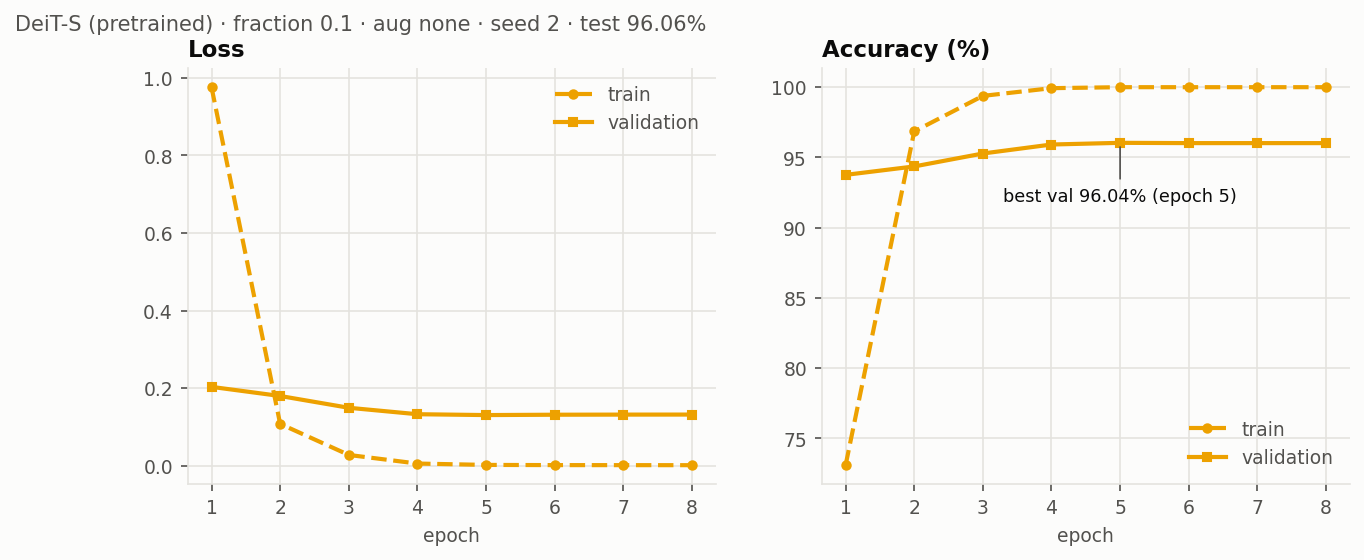 DeiT-S (pretrained) · fraction 0.1 · aug none · seed 2 · test 96.06%
Loss
1.0
0.8
0.6
0.4
0.2
0.0
train
validation
1 2 3 4 5 6 7 8
epoch
Accuracy (%)
100
95
90
85
80
75
best val 96.04% (epoch 5)
train
validation
1 2 3 4 5 6 7 8
epoch